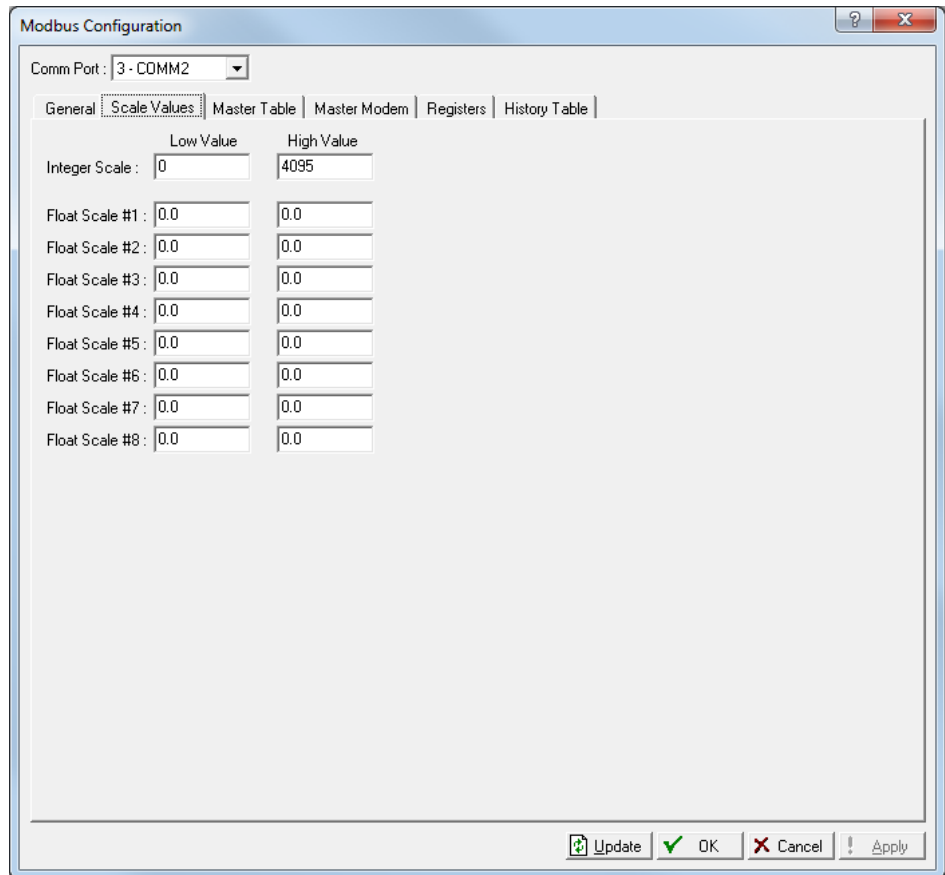 Modbus Configuration
Comm Port : 3 - COMM2
General Scale Values Master Table Master Modem Registers History Table
Low Value High Value
Integer Scale : 0 4095
Float Scale #1 : 0.0 0.0
Float Scale #2 : 0.0 0.0
Float Scale #3 : 0.0 0.0
Float Scale #4 : 0.0 0.0
Float Scale #5 : 0.0 0.0
Float Scale #6 : 0.0 0.0
Float Scale #7 : 0.0 0.0
Float Scale #8 : 0.0 0.0
Update OK Cancel ! Apply